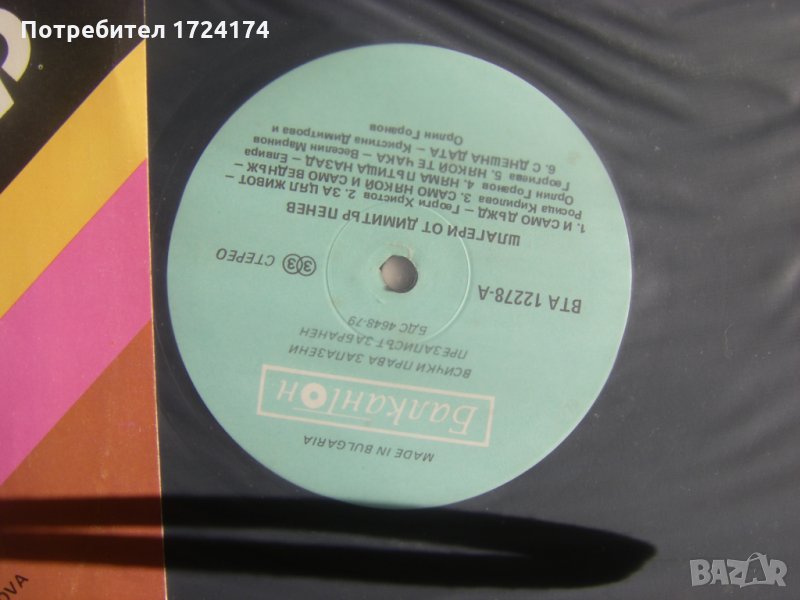 Потребител 1724174
MADE IN BULGARIA
Балкантон
ВСИЧКИ ПРАВА ЗАПАЗЕНИ
ПРЕЗАПИСЪТ ЗАБРАНЕН
БДС 4648-79
ВТА 12278-А
33 СТЕРЕО
ШЛАГЕРИ ОТ ДИМИТЪР ПЕНЕВ
1. И САМО ДЪЖД – Георги Христов 2. ЗА ЦЯЛ ЖИВОТ –
Росица Кирилова 3. САМО НЯКОЙ И САМО ВЕДНЪЖ –
Орлин Горанов 4. НЯМА ПЪТИЩА НАЗАД – Елвира
Георгиева 5. НЯКОЙ ТЕ ЧАКА – Веселин Маринов
6. С ДНЕШНА ДАТА – Кристина Димитрова и
Орлин Горанов
OVA
BAZAR